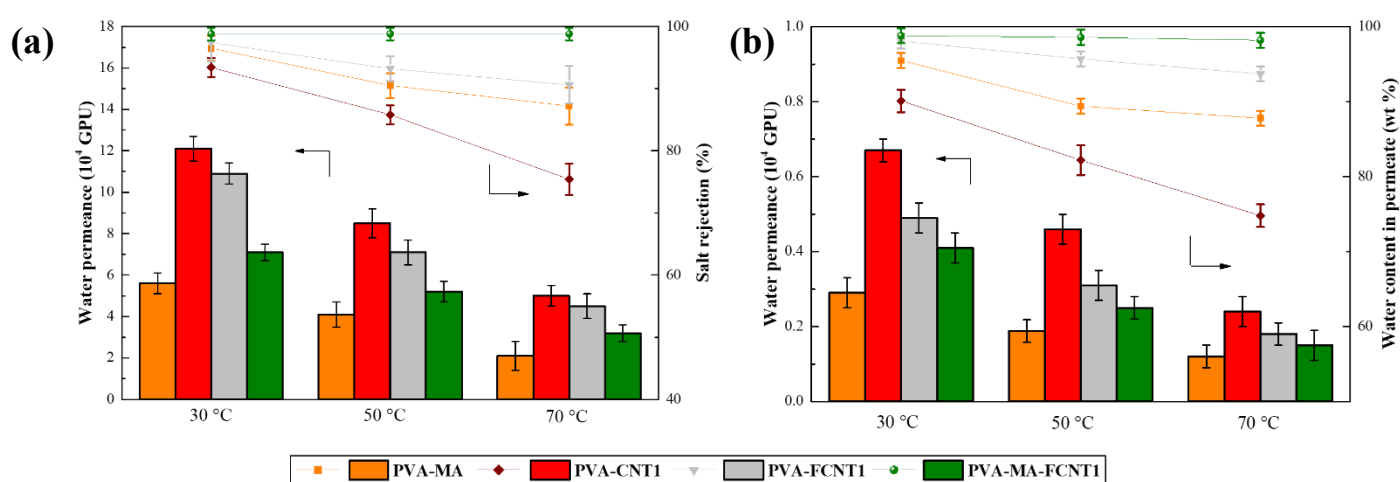 (a)
Water permeance (10⁴ GPU)
18
16
14
12
10
8
6
4
2
0
30 °C
50 °C
70 °C
100
80
60
40
Salt rejection (%)
(b)
Water permeance (10⁴ GPU)
1.0
0.8
0.6
0.4
0.2
0.0
30 °C
50 °C
70 °C
100
80
60
Water content in permeate (wt %)
PVA-MA PVA-CNT1 PVA-FCNT1 PVA-MA-FCNT1